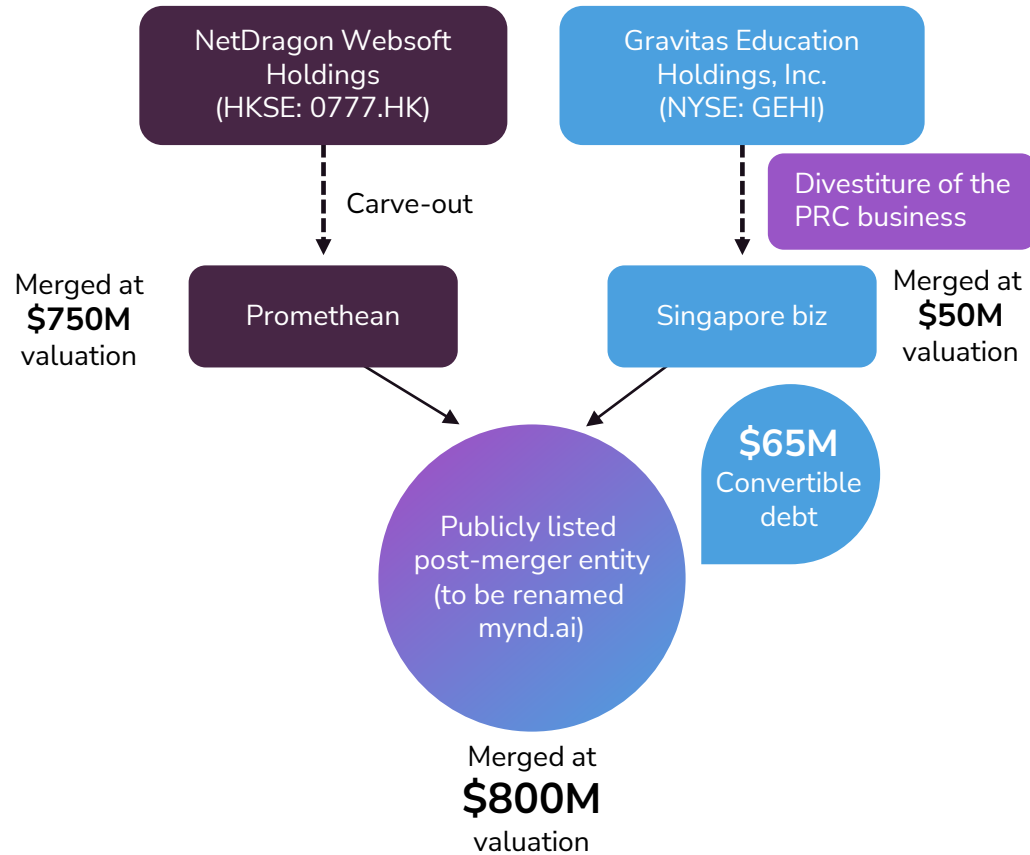 NetDragon Websoft
Holdings
(HKSE: 0777.HK)
Gravitas Education
Holdings, Inc.
(NYSE: GEHI)
Carve-out
Divestiture of the
PRC business
Merged at
$750M
valuation
Promethean
Singapore biz
Merged at
$50M
valuation
$65M
Convertible
debt
Publicly listed
post-merger entity
(to be renamed
mynd.ai)
Merged at
$800M
valuation